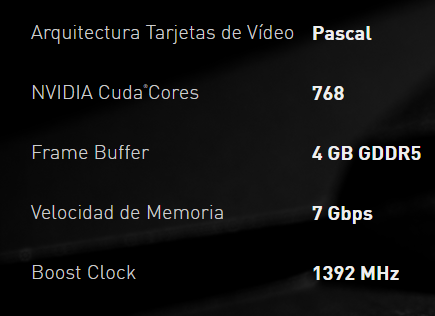 Arquitectura Tarjetas de Vídeo Pascal
NVIDIA Cuda®Cores 768
Frame Buffer 4 GB GDDR5
Velocidad de Memoria 7 Gbps
Boost Clock 1392 MHz